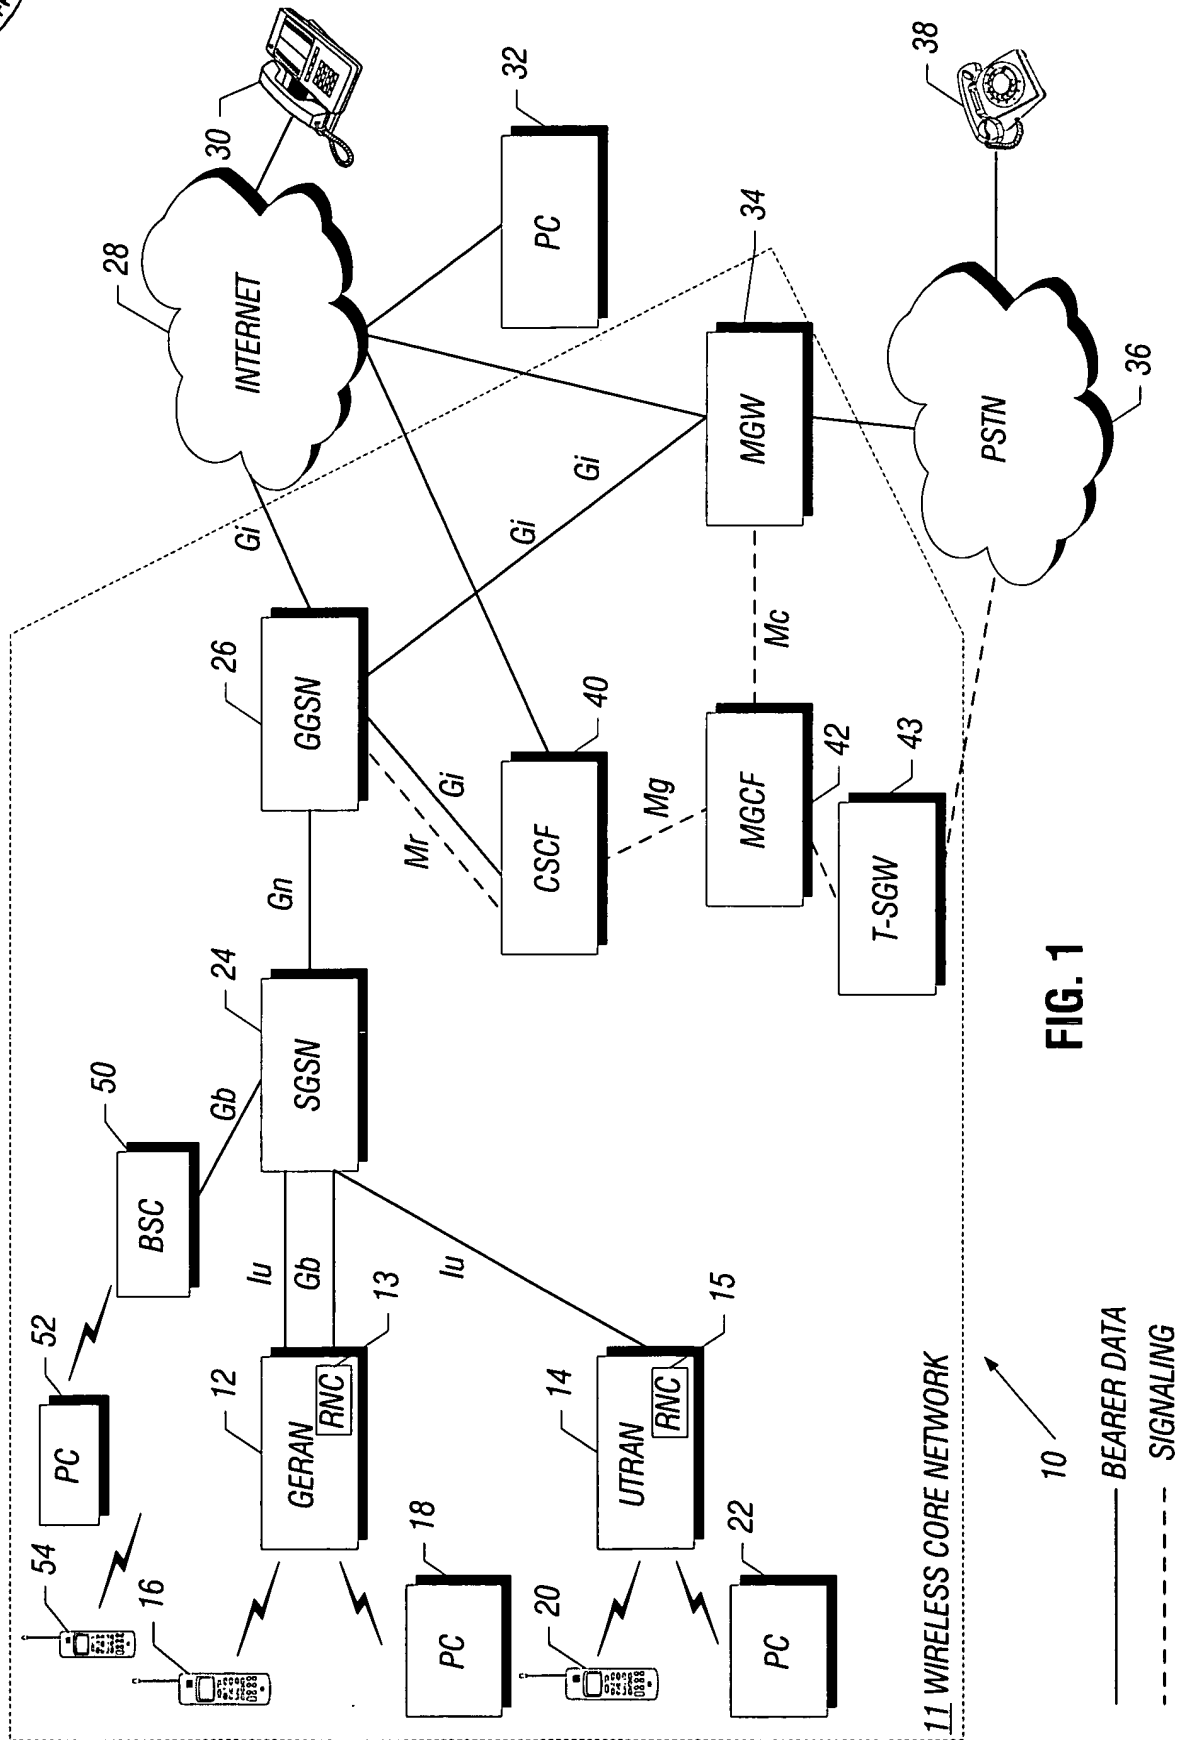 54
52
PC
50
BSC
28
INTERNET
30
16
12
GERAN
RNC
13
Iu
Gb
Gb
24
SGSN
Gn
26
GGSN
Gi
18
PC
Mr
Gi
40
CSCF
Gi
Gi
32
PC
20
14
UTRAN
RNC
15
Iu
22
PC
Mg
MGCF
42
Mc
34
MGW
T-SGW
43
38
PSTN
36
11 WIRELESS CORE NETWORK
10
FIG. 1
BEARER DATA
SIGNALING